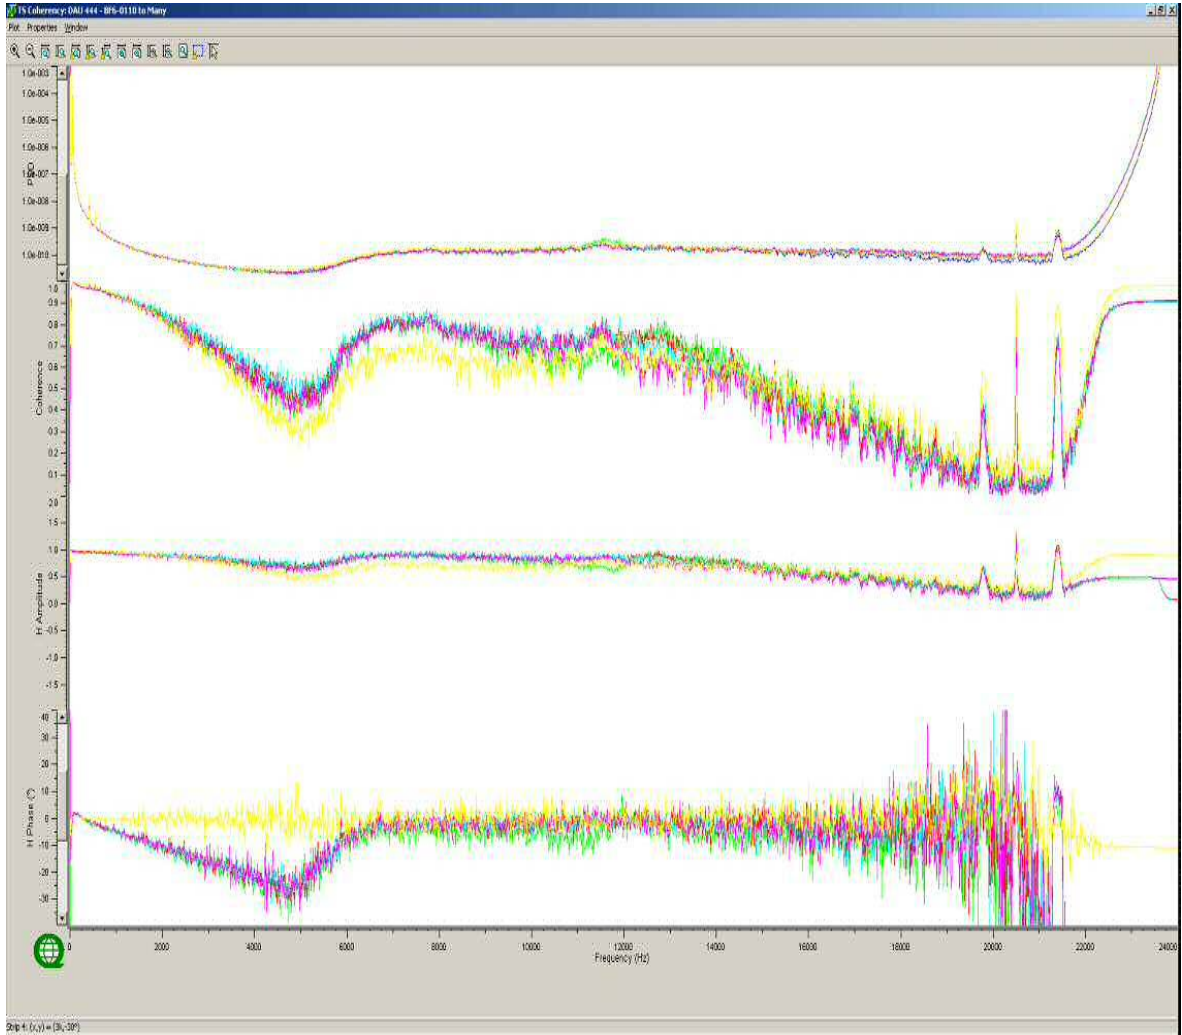 TS Coherency: DAU 444 - BF6-0110 to Many
Plot Properties Window
1.0e-003
1.0e-004
1.0e-005
1.0e-006
1.0e-007
1.0e-008
1.0e-009
1.0e-010
PSD
1.0
0.9
0.8
0.7
0.6
0.5
0.4
0.3
0.2
0.1
Coherence
2.0
1.5
1.0
0.5
0.0
-0.5
-1.0
-1.5
H Amplitude
40
30
20
10
0
-10
-20
-30
H Phase (°)
0 2000 4000 6000 8000 10000 12000 14000 16000 18000 20000 22000 24000
Frequency (Hz)
Strip 4: (x,y) = (3k,-38°)